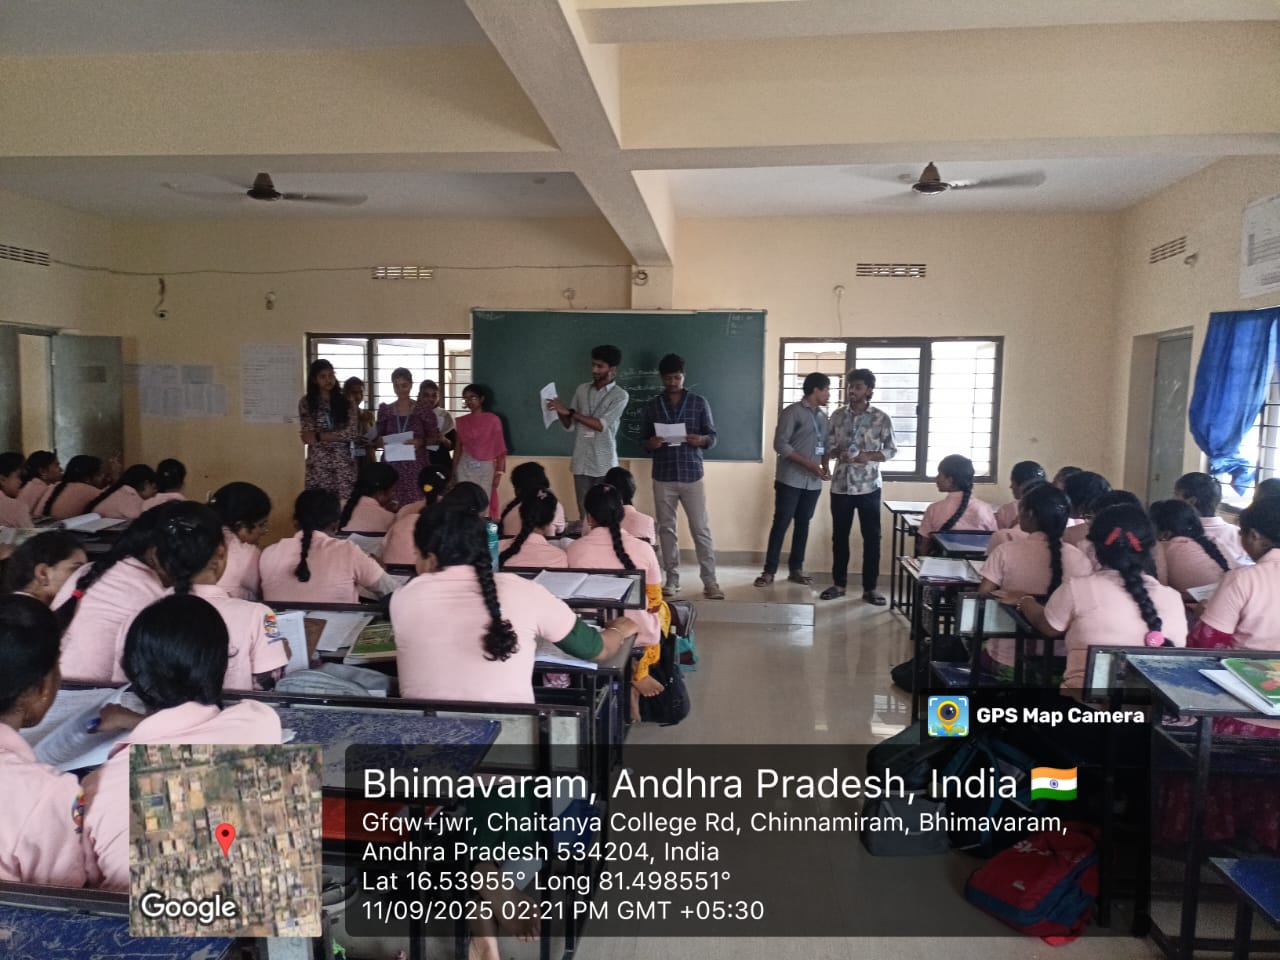 GPS Map Camera
Bhimavaram, Andhra Pradesh, India
Gfqw+jwr, Chaitanya College Rd, Chinnamiram, Bhimavaram,
Andhra Pradesh 534204, India
Lat 16.53955° Long 81.498551°
11/09/2025 02:21 PM GMT +05:30
Google